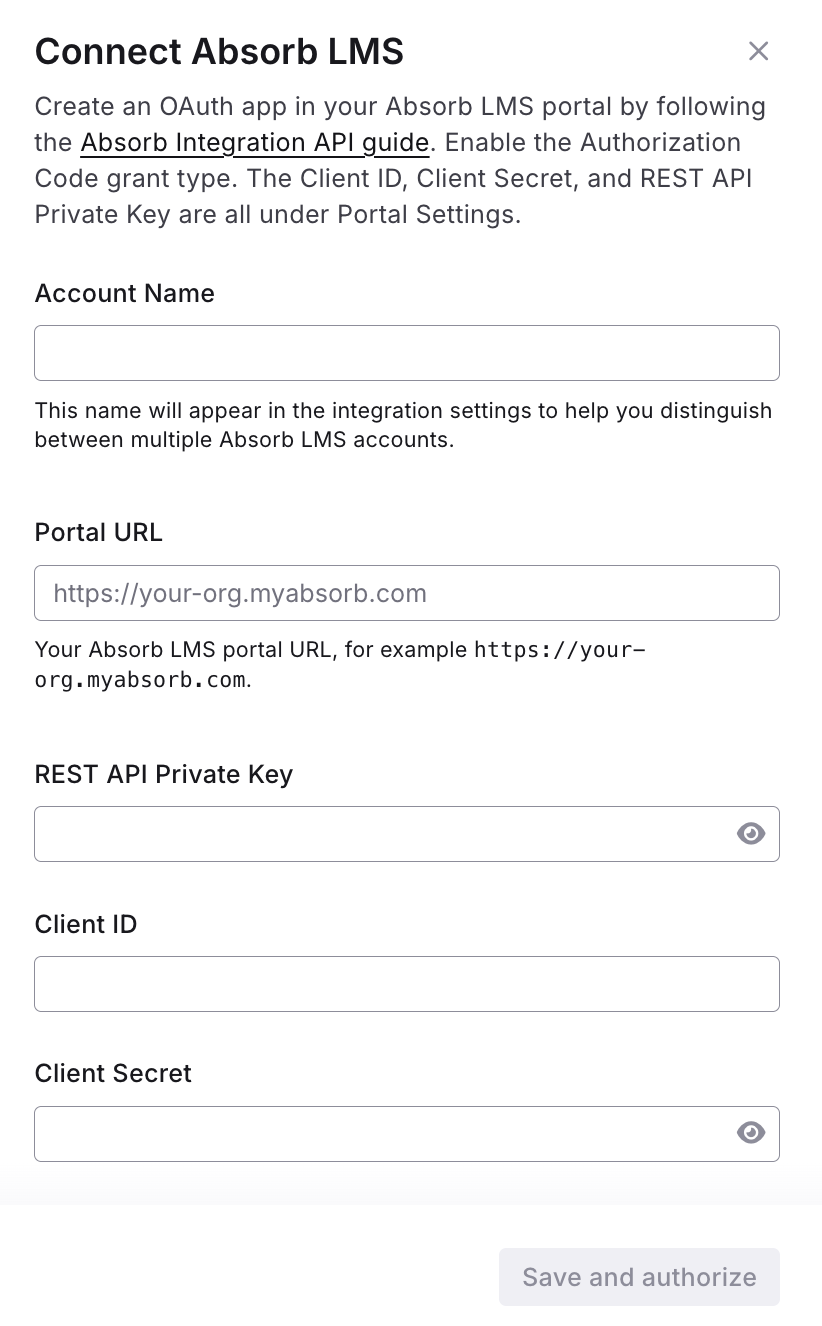 Connect Absorb LMS
Create an OAuth app in your Absorb LMS portal by following
the Absorb Integration API guide. Enable the Authorization
Code grant type. The Client ID, Client Secret, and REST API
Private Key are all under Portal Settings.
Account Name
This name will appear in the integration settings to help you distinguish
between multiple Absorb LMS accounts.
Portal URL
https://your-org.myabsorb.com
Your Absorb LMS portal URL, for example https://your-
org.myabsorb.com.
REST API Private Key
Client ID
Client Secret
Save and authorize